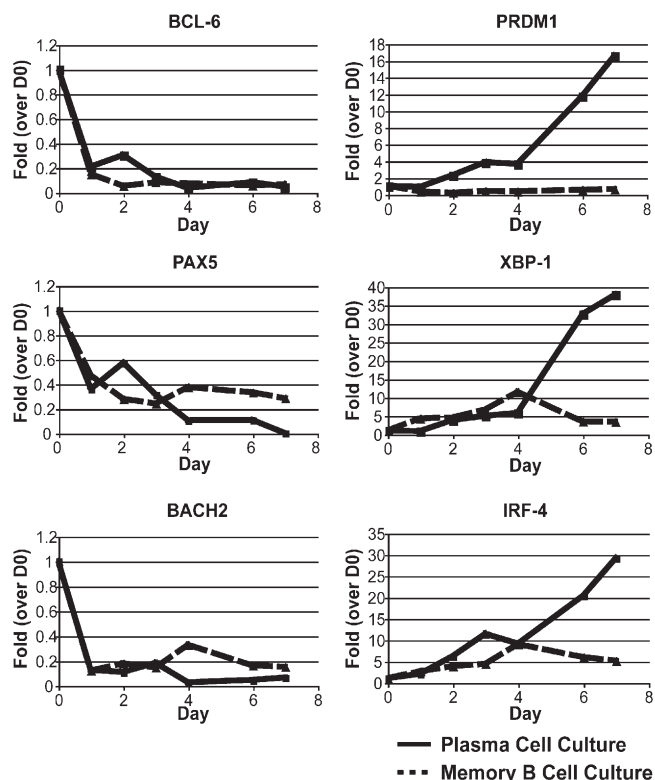 BCL-6
Fold (over D0)
1.2
1
0.8
0.6
0.4
0.2
0
0 2 4 6 8
Day
PRDM1
Fold (over D0)
18
16
14
12
10
8
6
4
2
0
0 2 4 6 8
Day
PAX5
Fold (over D0)
1.2
1
0.8
0.6
0.4
0.2
0
0 2 4 6 8
Day
XBP-1
Fold (over D0)
40
35
30
25
20
15
10
5
0
0 2 4 6 8
Day
BACH2
Fold (over D0)
1.2
1
0.8
0.6
0.4
0.2
0
0 2 4 6 8
Day
IRF-4
Fold (over D0)
35
30
25
20
15
10
5
0
0 2 4 6 8
Day
Plasma Cell Culture
Memory B Cell Culture